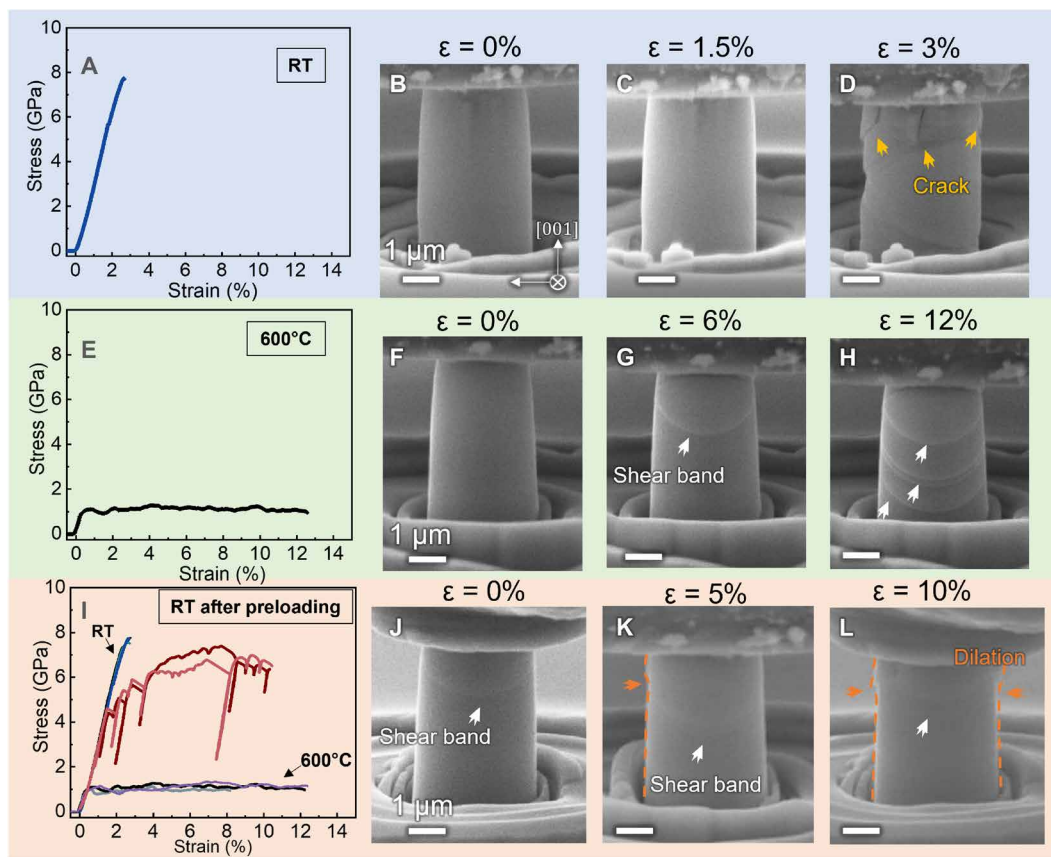 A
RT
Stress (GPa)
10
8
6
4
2
0
0 2 4 6 8 10 12 14
Strain (%)
ε = 0%
ε = 1.5%
ε = 3%
B
C
D
Crack
[001]
1 μm
E
600°C
Stress (GPa)
10
8
6
4
2
0
0 2 4 6 8 10 12 14
Strain (%)
ε = 0%
ε = 6%
ε = 12%
F
G
H
Shear band
1 μm
I
RT after preloading
RT
600°C
Stress (GPa)
10
8
6
4
2
0
0 2 4 6 8 10 12 14
Strain (%)
ε = 0%
ε = 5%
ε = 10%
J
K
L
Dilation
Shear band
Shear band
1 μm